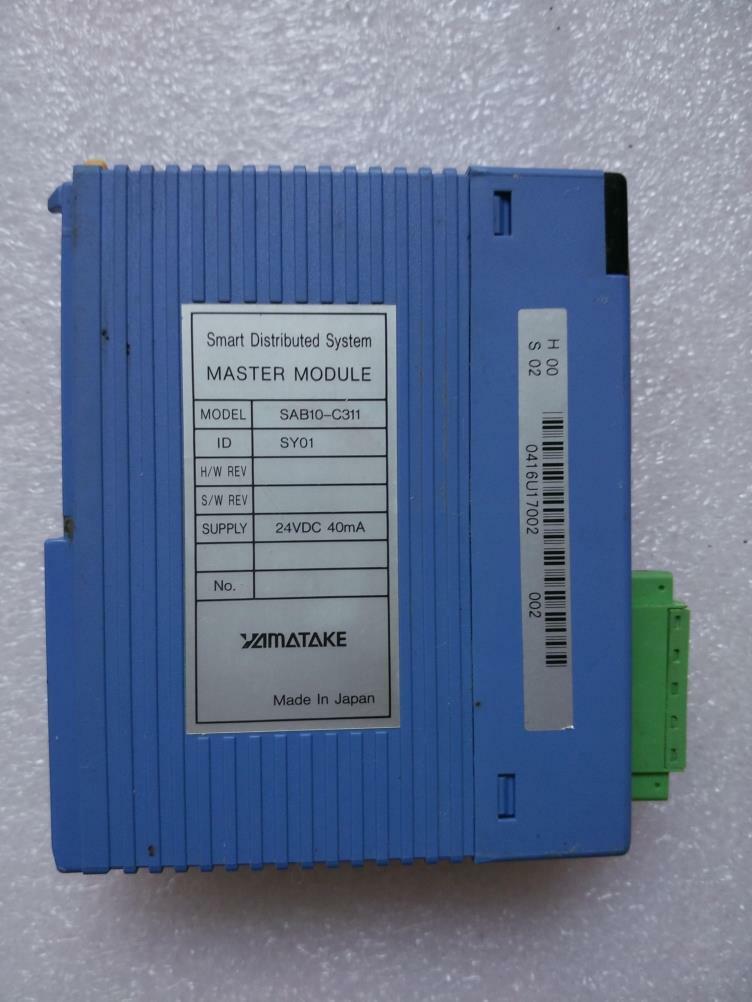 Smart Distributed System
MASTER MODULE
MODEL SAB10-C311
ID SY01
H/W REV
S/W REV
SUPPLY 24VDC 40mA
No.
YAMATAKE
Made In Japan
H 00
S 02
0416U17002 002